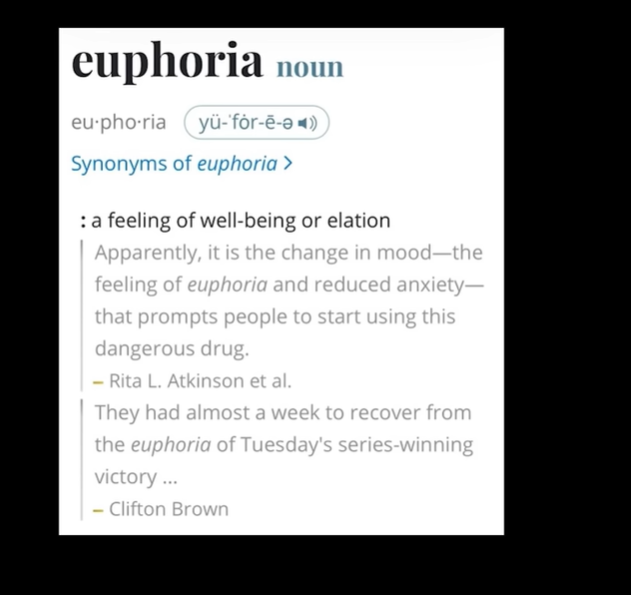 euphoria noun
eu·pho·ria yü-ˈfȯr-ē-ə
Synonyms of euphoria >
: a feeling of well-being or elation
Apparently, it is the change in mood—the
feeling of euphoria and reduced anxiety—
that prompts people to start using this
dangerous drug.
– Rita L. Atkinson et al.
They had almost a week to recover from
the euphoria of Tuesday's series-winning
victory ...
– Clifton Brown